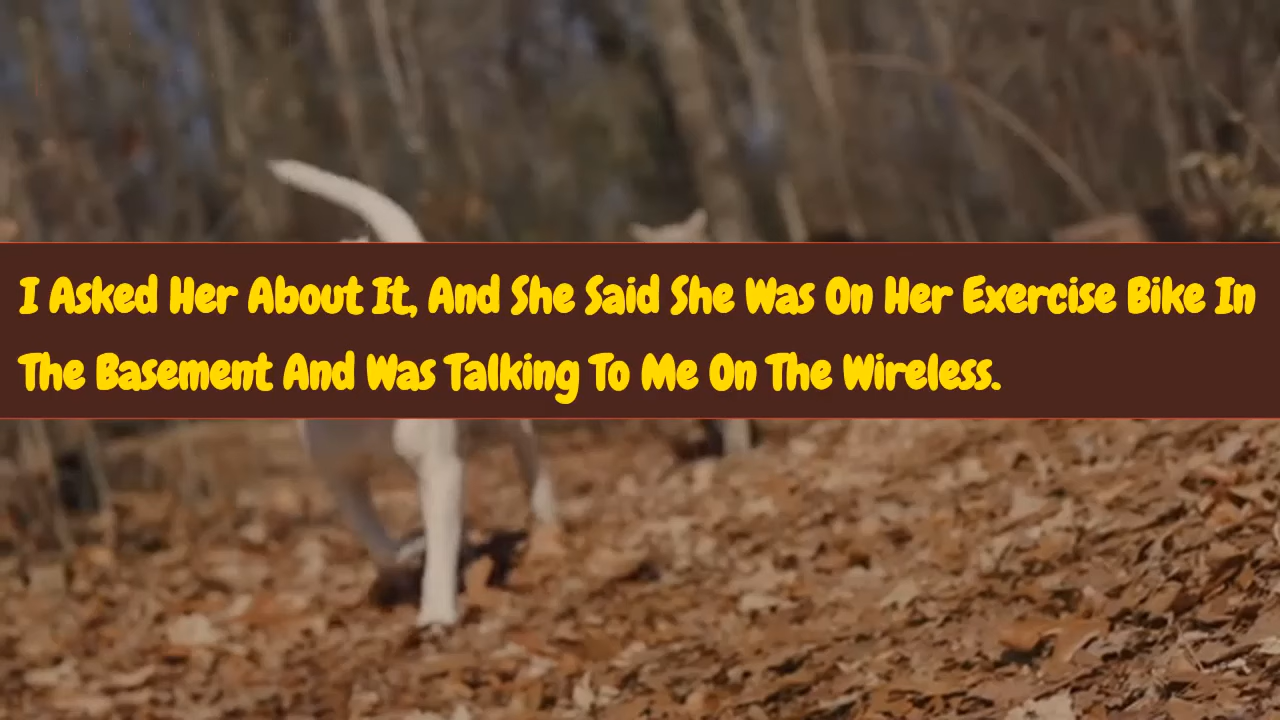 I Asked Her About It, And She Said She Was On Her Exercise Bike In
The Basement And Was Talking To Me On The Wireless.